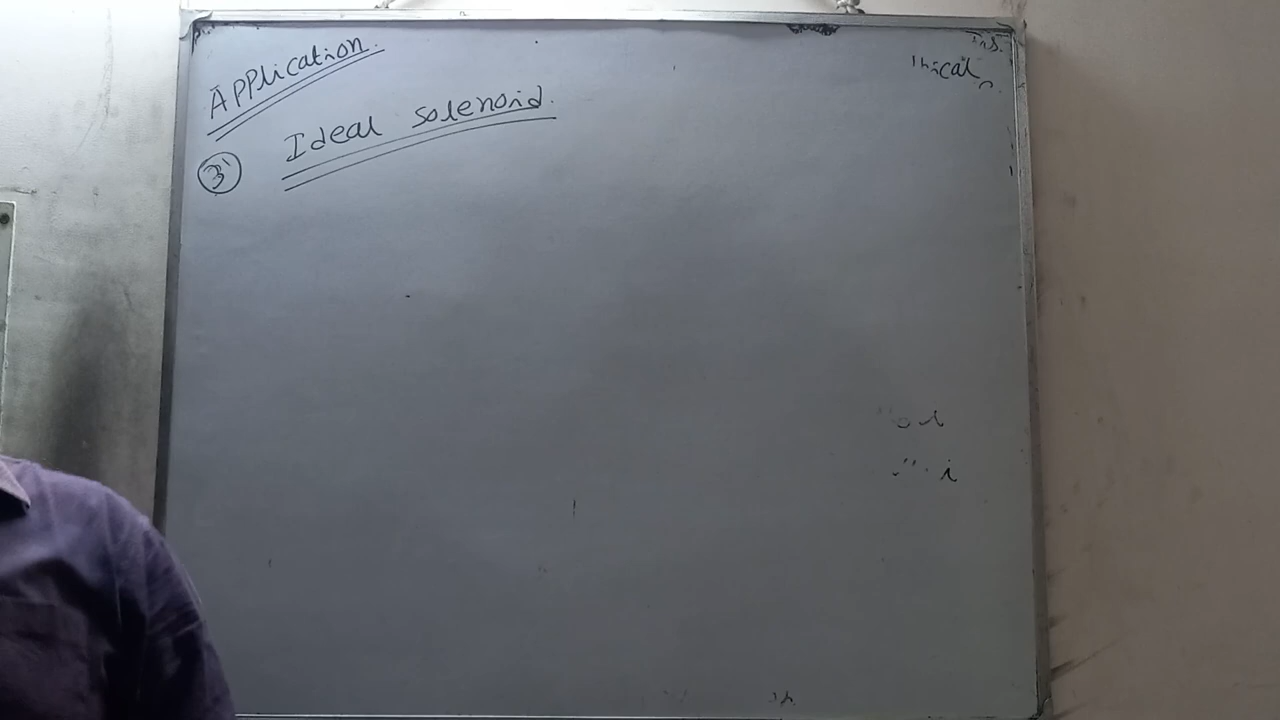 Application.
③ Ideal solenoid.